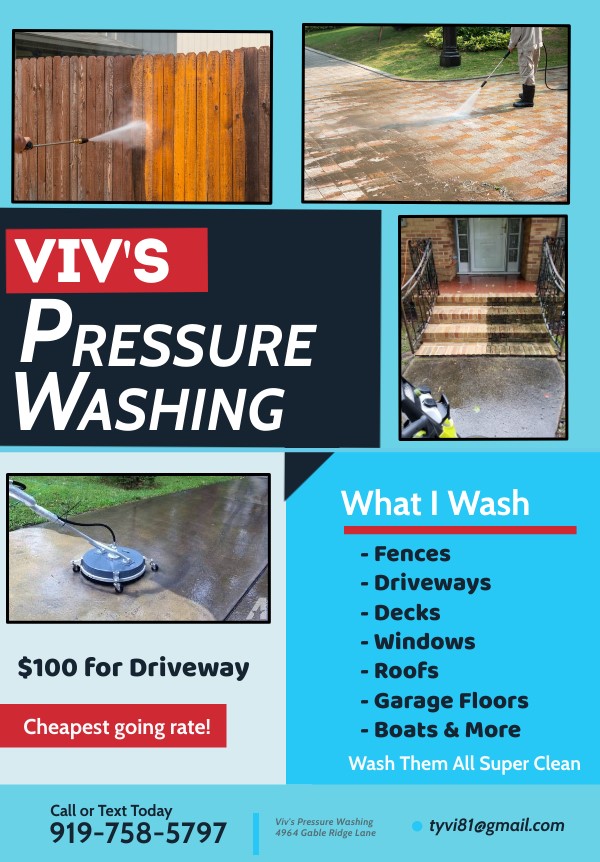 VIV'S
PRESSURE
WASHING
What I Wash
- Fences
- Driveways
- Decks
- Windows
- Roofs
- Garage Floors
- Boats & More
Wash Them All Super Clean
$100 for Driveway
Cheapest going rate!
Call or Text Today
919-758-5797
Viv's Pressure Washing
4964 Gable Ridge Lane
tyvi81@gmail.com